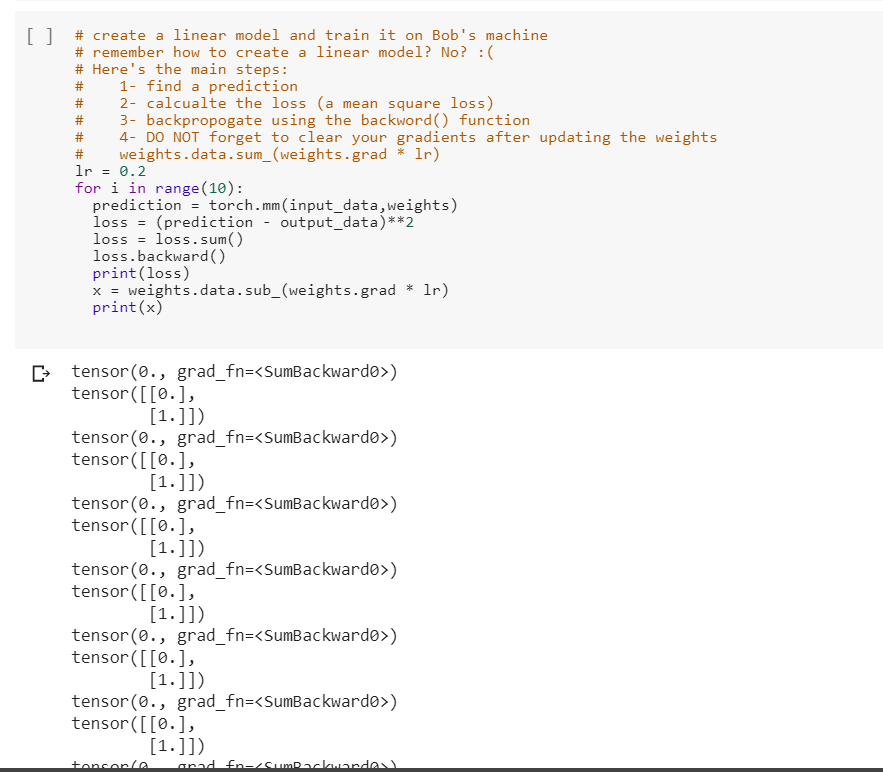 [ ] # create a linear model and train it on Bob's machine
# remember how to create a linear model? No? :(
# Here's the main steps:
#    1- find a prediction
#    2- calcualte the loss (a mean square loss)
#    3- backpropogate using the backword() function
#    4- DO NOT forget to clear your gradients after updating the weights
#    weights.data.sum_(weights.grad * lr)
lr = 0.2
for i in range(10):
  prediction = torch.mm(input_data,weights)
  loss = (prediction - output_data)**2
  loss = loss.sum()
  loss.backward()
  print(loss)
  x = weights.data.sub_(weights.grad * lr)
  print(x)
tensor(0., grad_fn=<SumBackward0>)
tensor([[0.],
        [1.]])
tensor(0., grad_fn=<SumBackward0>)
tensor([[0.],
        [1.]])
tensor(0., grad_fn=<SumBackward0>)
tensor([[0.],
        [1.]])
tensor(0., grad_fn=<SumBackward0>)
tensor([[0.],
        [1.]])
tensor(0., grad_fn=<SumBackward0>)
tensor([[0.],
        [1.]])
tensor(0., grad_fn=<SumBackward0>)
tensor([[0.],
        [1.]])
tensor(0., grad_fn=<SumBackward0>)